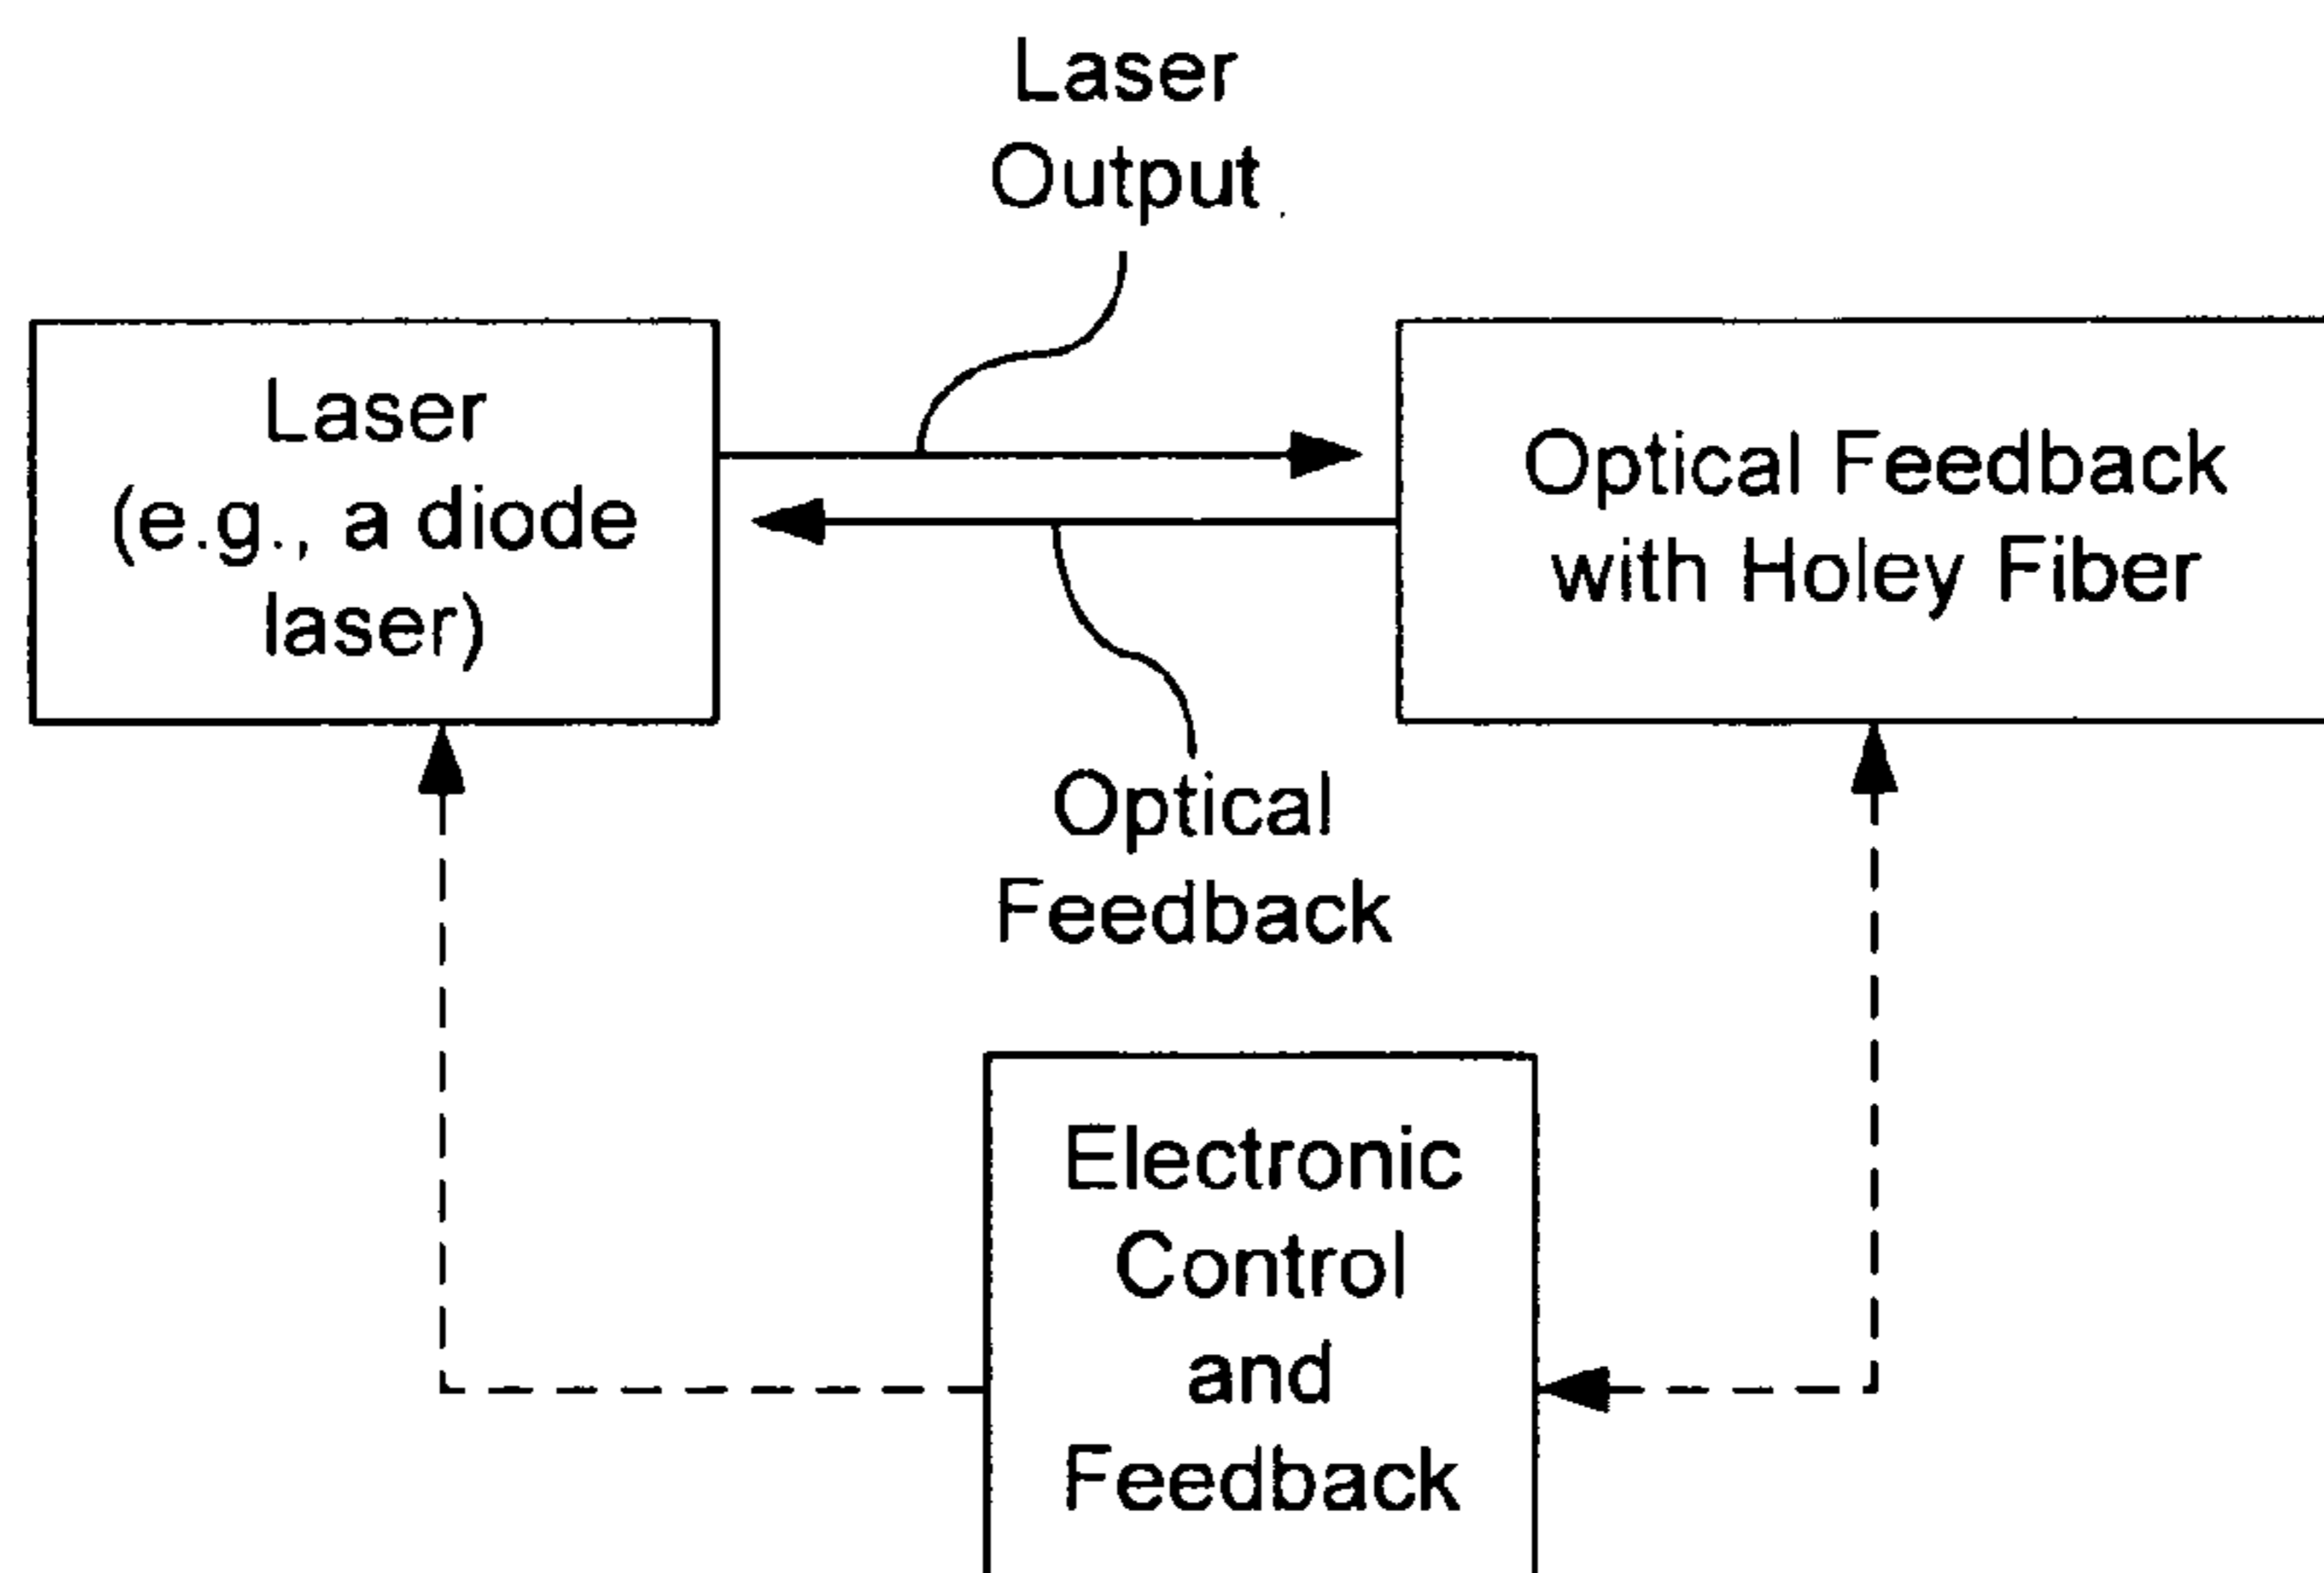 Laser
Output
Laser
(e.g., a diode
laser)
Optical Feedback
with Holey Fiber
Optical
Feedback
Electronic
Control
and
Feedback